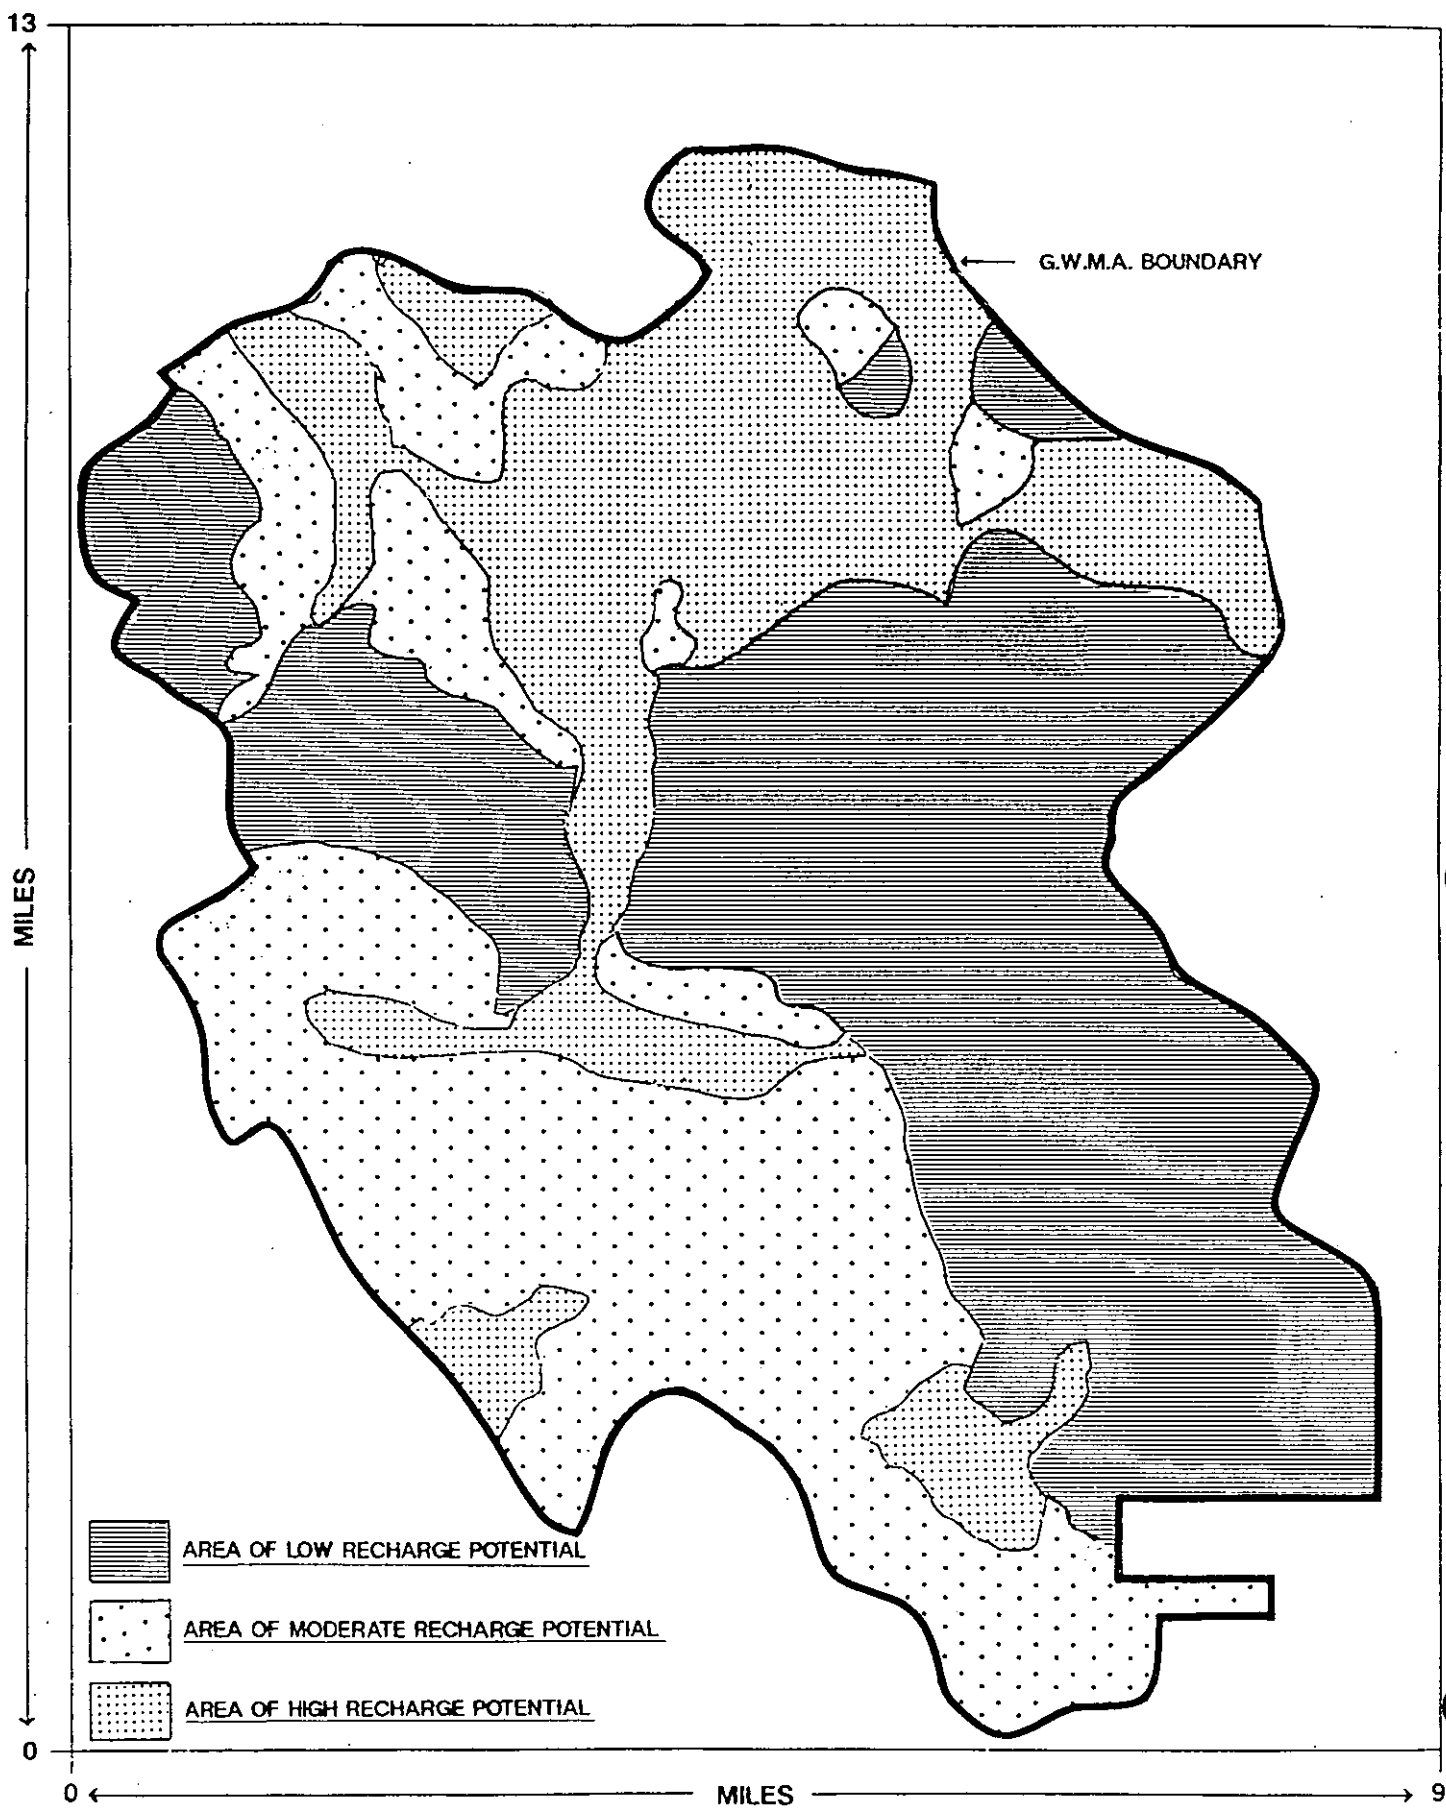 13
G.W.M.A. BOUNDARY
MILES
AREA OF LOW RECHARGE POTENTIAL
AREA OF MODERATE RECHARGE POTENTIAL
AREA OF HIGH RECHARGE POTENTIAL
0
0 MILES 9